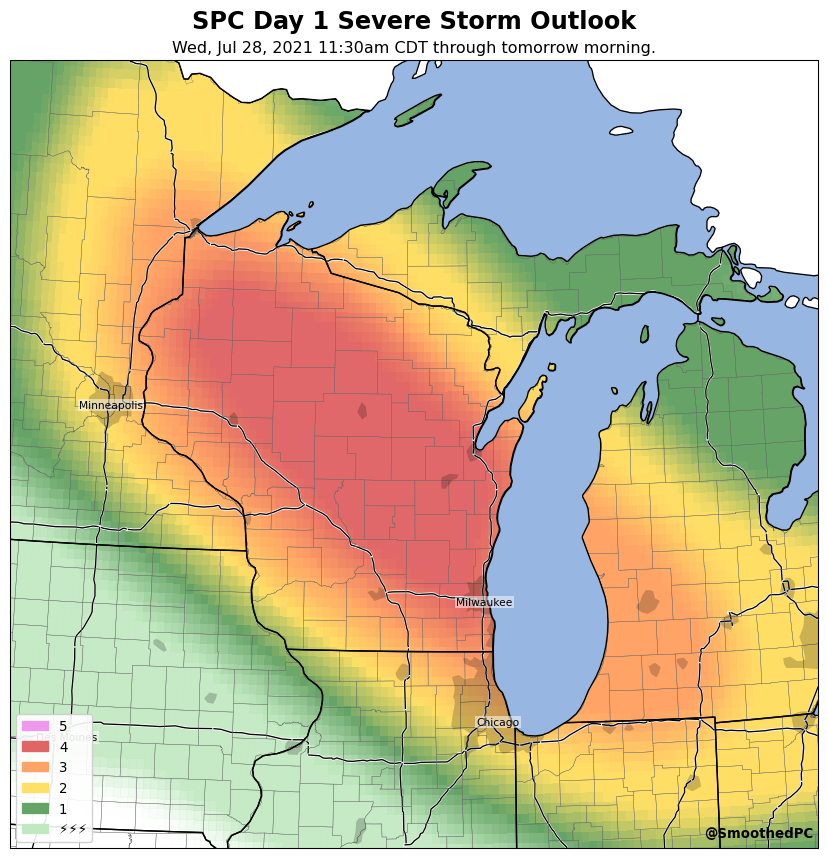 SPC Day 1 Severe Storm Outlook
Wed, Jul 28, 2021 11:30am CDT through tomorrow morning.
Minneapolis
Milwaukee
Chicago
Des Moines
5
4
3
2
1
⚡⚡⚡
@SmoothedPC